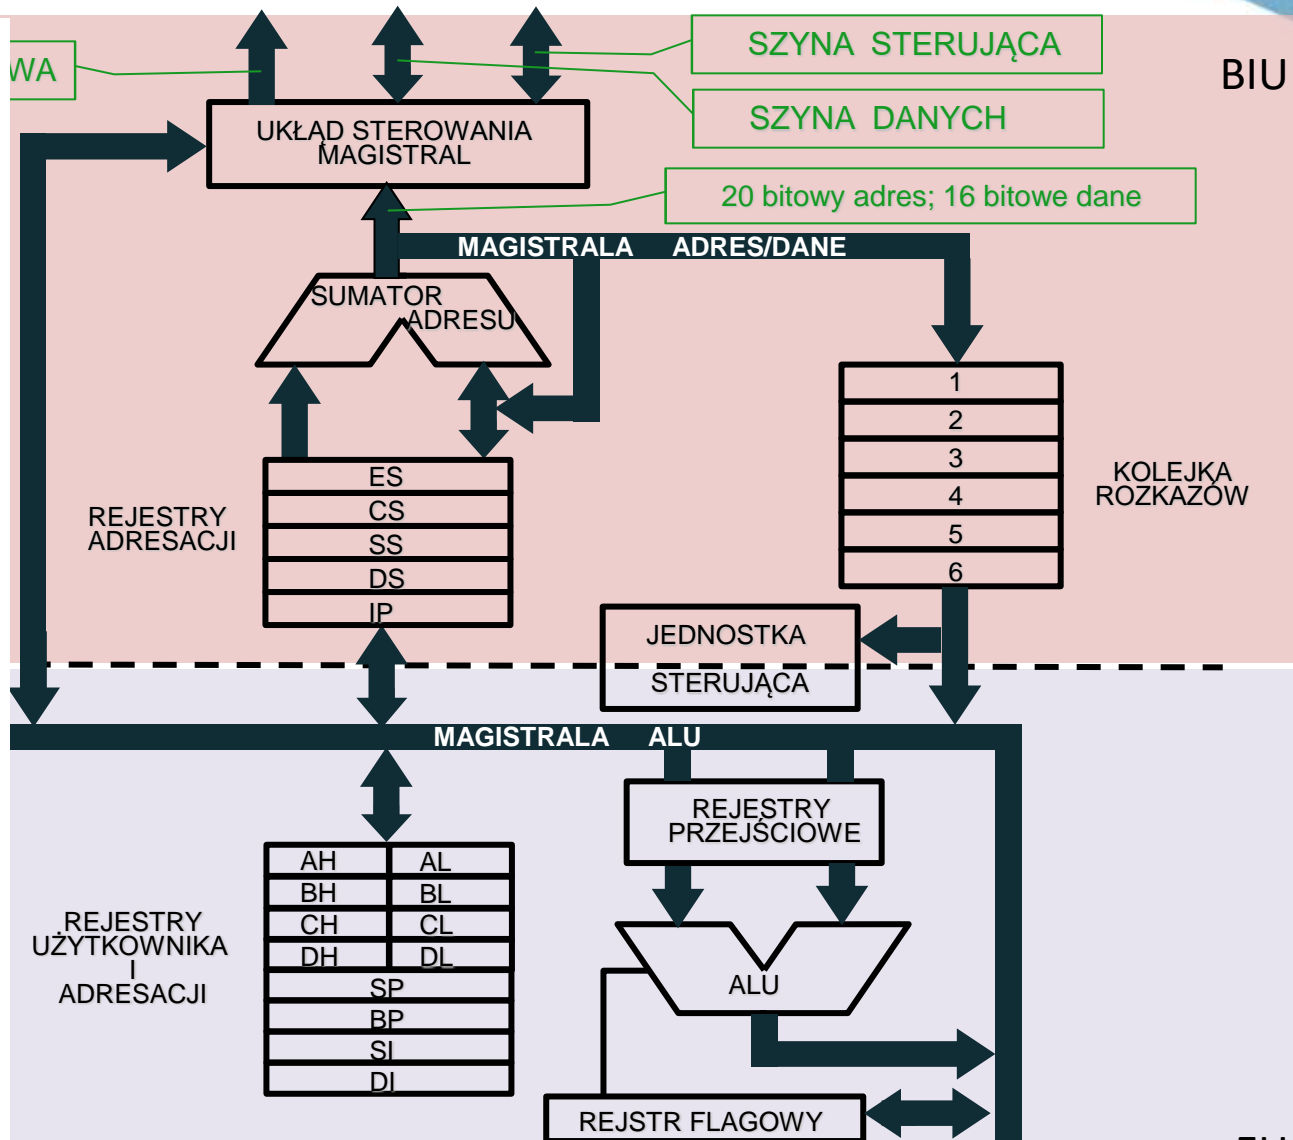 SZYNA STERUJĄCA
WA
BIU
SZYNA DANYCH
UKŁĄD STEROWANIA
MAGISTRAL
20 bitowy adres; 16 bitowe dane
MAGISTRALA ADRES/DANE
SUMATOR
ADRESU
1
2
3
4
5
6
KOLEJKA
ROZKAZÓW
REJESTRY
ADRESACJI
ES
CS
SS
DS
IP
JEDNOSTKA
STERUJĄCA
MAGISTRALA ALU
REJESTRY
PRZEJŚCIOWE
AH AL
BH BL
CH CL
DH DL
SP
BP
SI
DI
REJESTRY
UŻYTKOWNIKA
I
ADRESACJI
ALU
REJSTR FLAGOWY